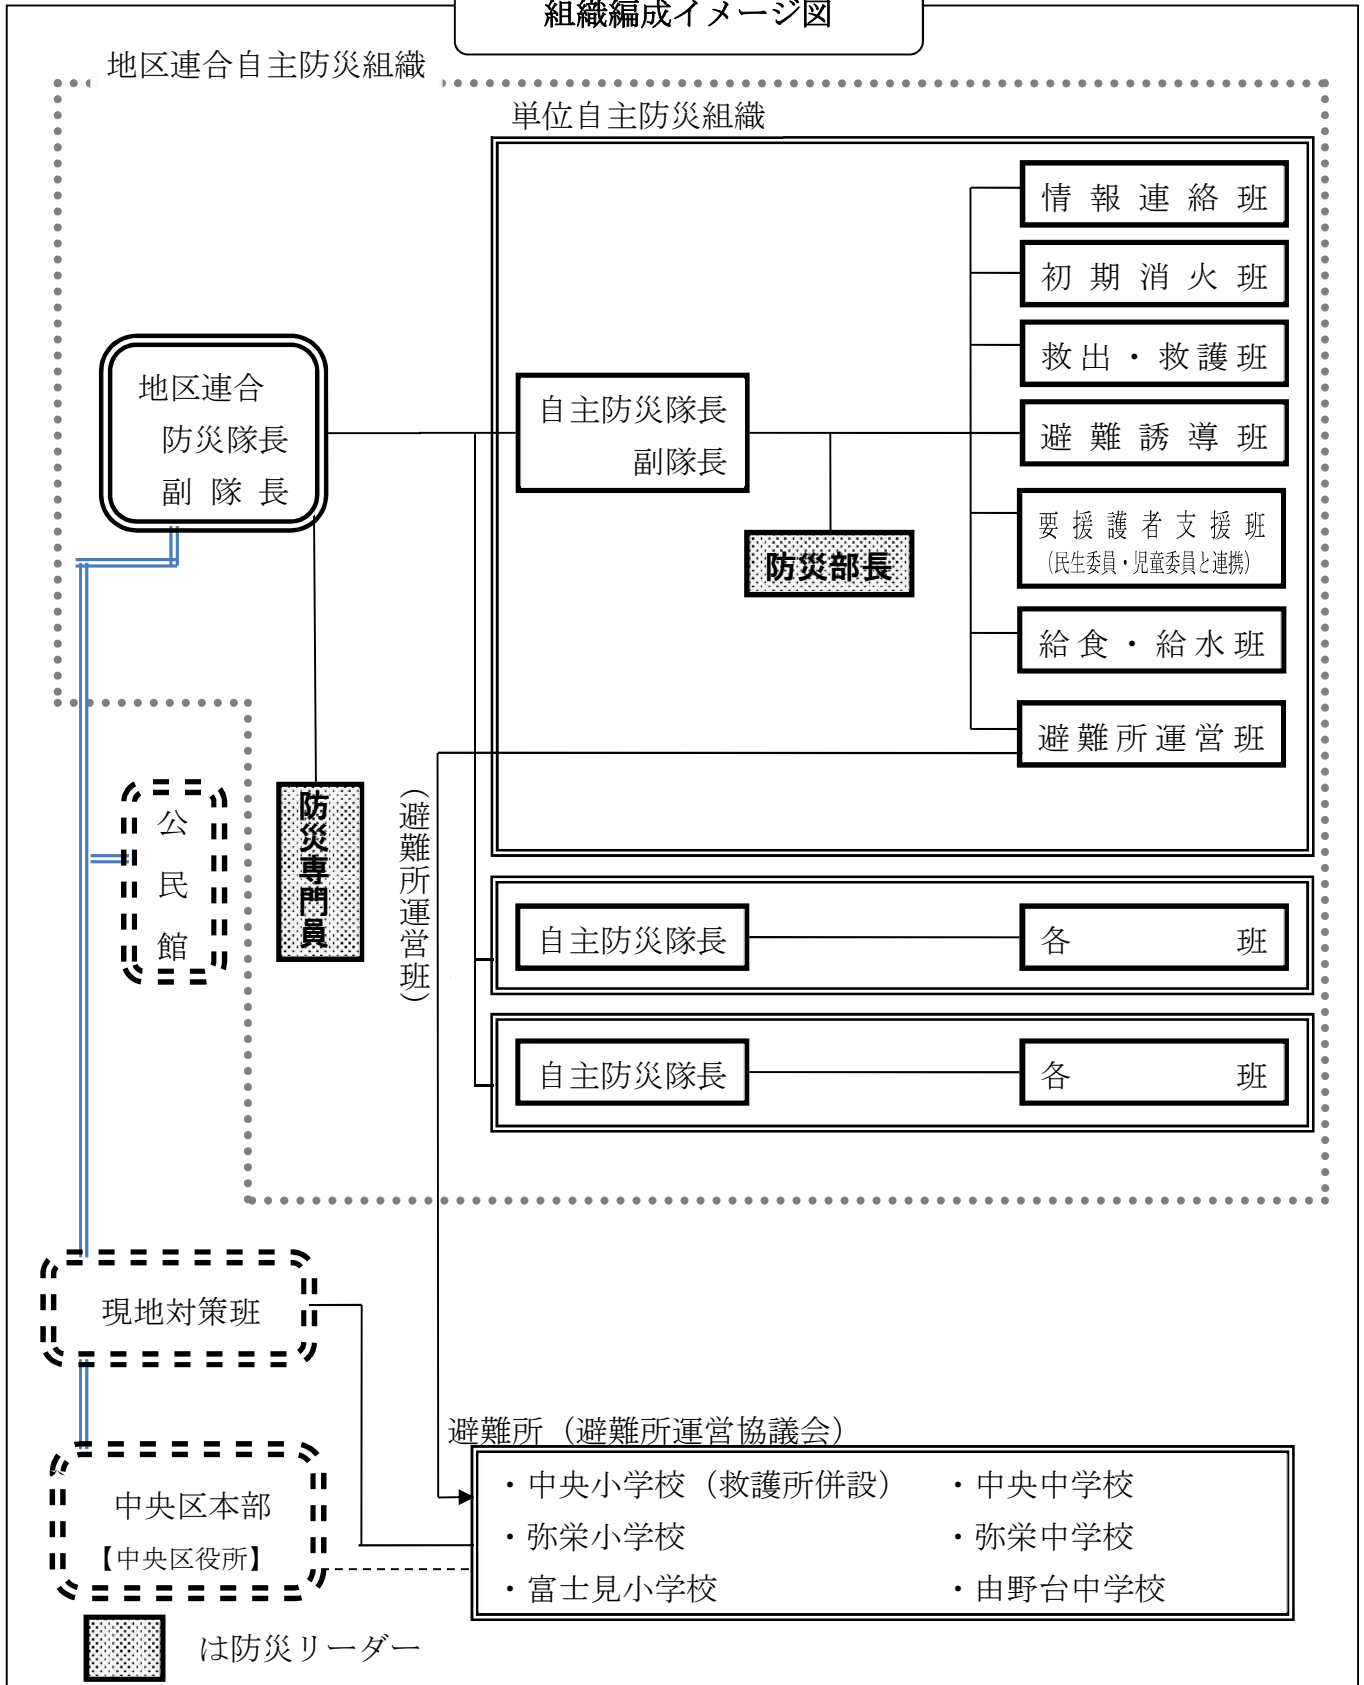 組織編成イメージ図
地区連合自主防災組織
単位自主防災組織
情報連絡班
初期消火班
救出・救護班
避難誘導班
要援護者支援班
（民生委員・児童委員と連携）
給食・給水班
避難所運営班
地区連合
防災隊長
副隊長
自主防災隊長
副隊長
防災部長
公民館
防災専門員
（避難所運営班）
自主防災隊長
各班
自主防災隊長
各班
現地対策班
中央区本部
【中央区役所】
避難所（避難所運営協議会）
・中央小学校（救護所併設）
・中央中学校
・弥栄小学校
・弥栄中学校
・富士見小学校
・由野台中学校
は防災リーダー